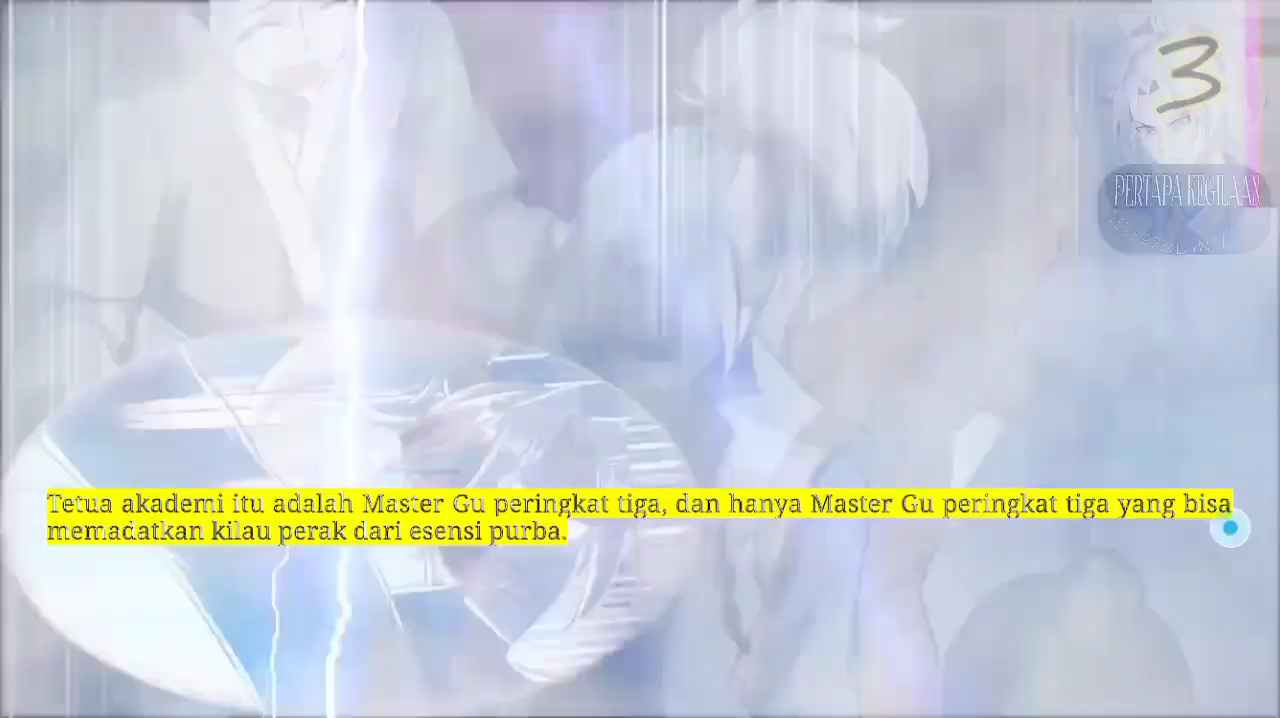 3
PERTAPA KEGILAAN
Tetua akademi itu adalah Master Gu peringkat tiga, dan hanya Master Gu peringkat tiga yang bisa
memadatkan kilau perak dari esensi purba.